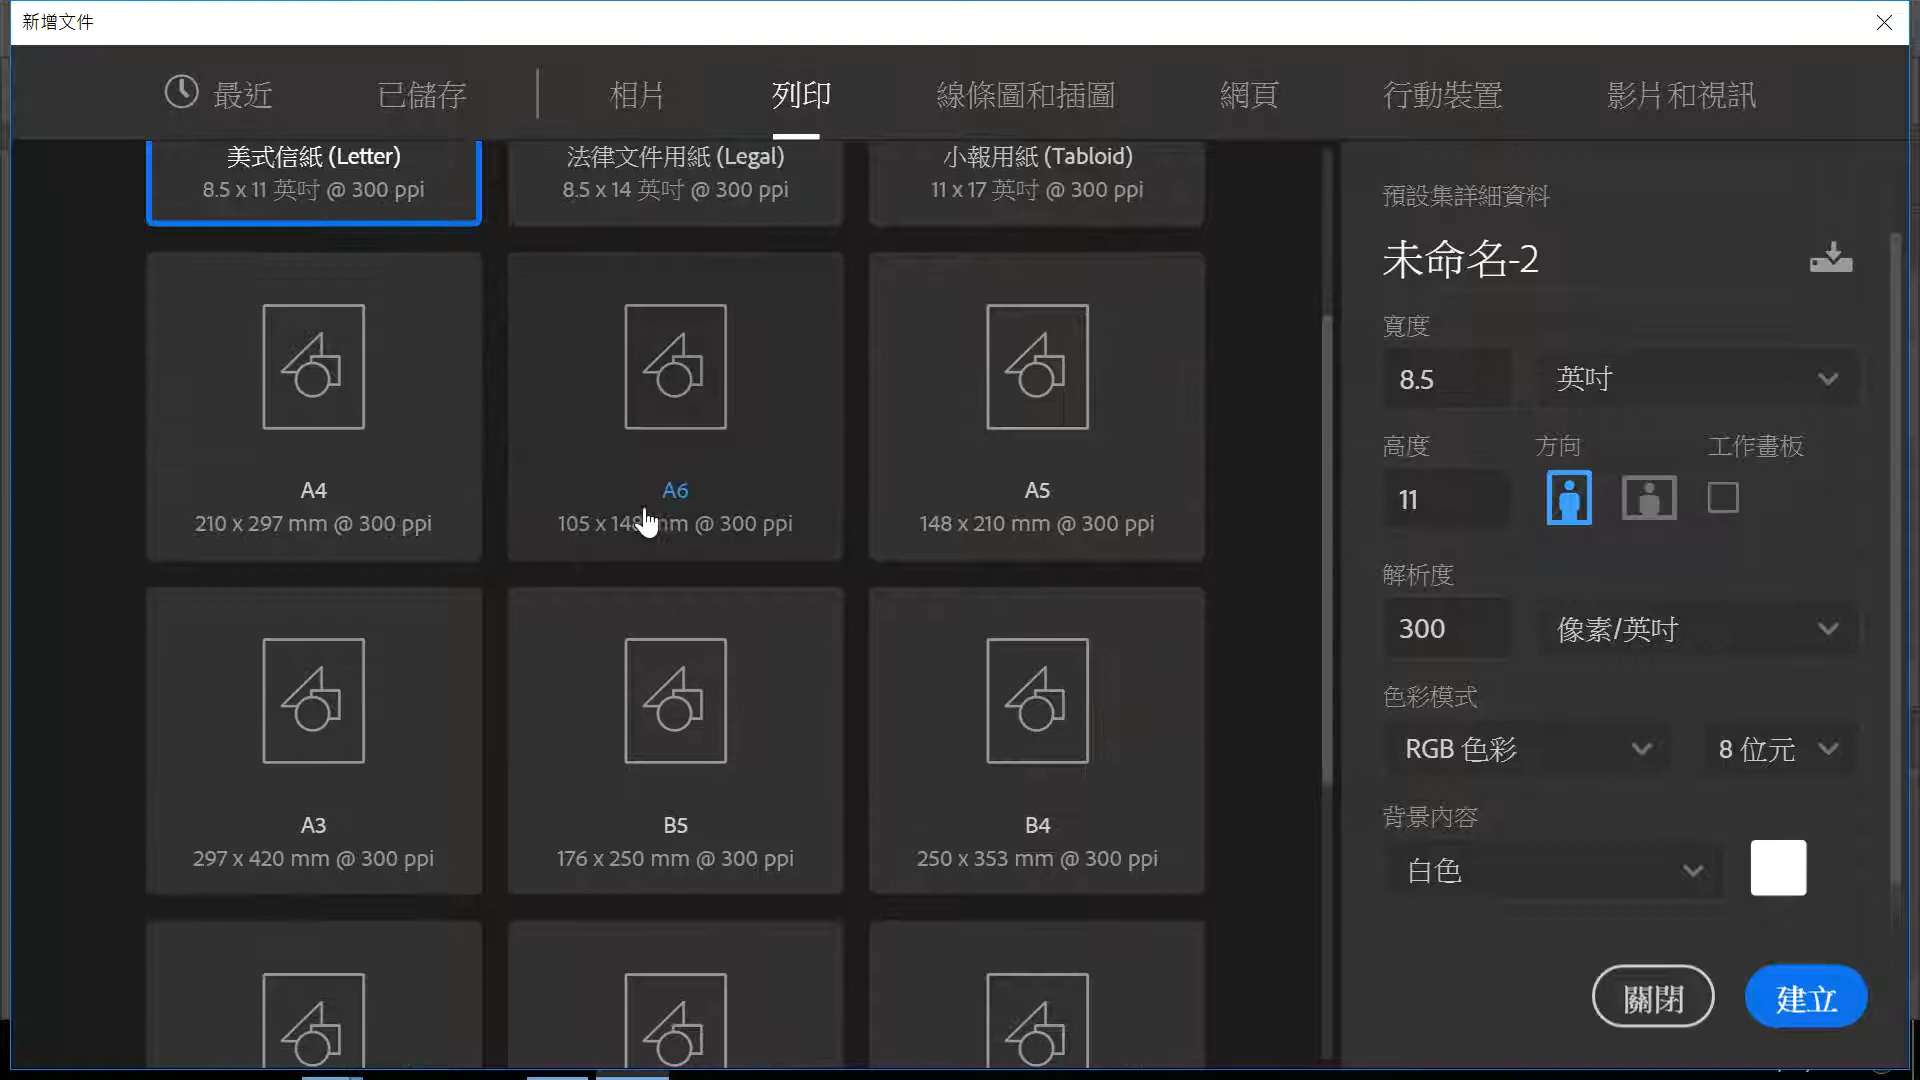 新增文件
最近
已儲存
相片
列印
線條圖和插圖
網頁
行動裝置
影片和視訊
美式信紙 (Letter)
8.5 x 11 英吋 @ 300 ppi
法律文件用紙 (Legal)
8.5 x 14 英吋 @ 300 ppi
小報用紙 (Tabloid)
11 x 17 英吋 @ 300 ppi
A4
210 x 297 mm @ 300 ppi
A6
105 x 148 mm @ 300 ppi
A5
148 x 210 mm @ 300 ppi
A3
297 x 420 mm @ 300 ppi
B5
176 x 250 mm @ 300 ppi
B4
250 x 353 mm @ 300 ppi
預設集詳細資料
未命名-2
寬度
8.5
英吋
高度
方向
工作畫板
11
解析度
300
像素/英吋
色彩模式
RGB 色彩
8 位元
背景內容
白色
關閉
建立